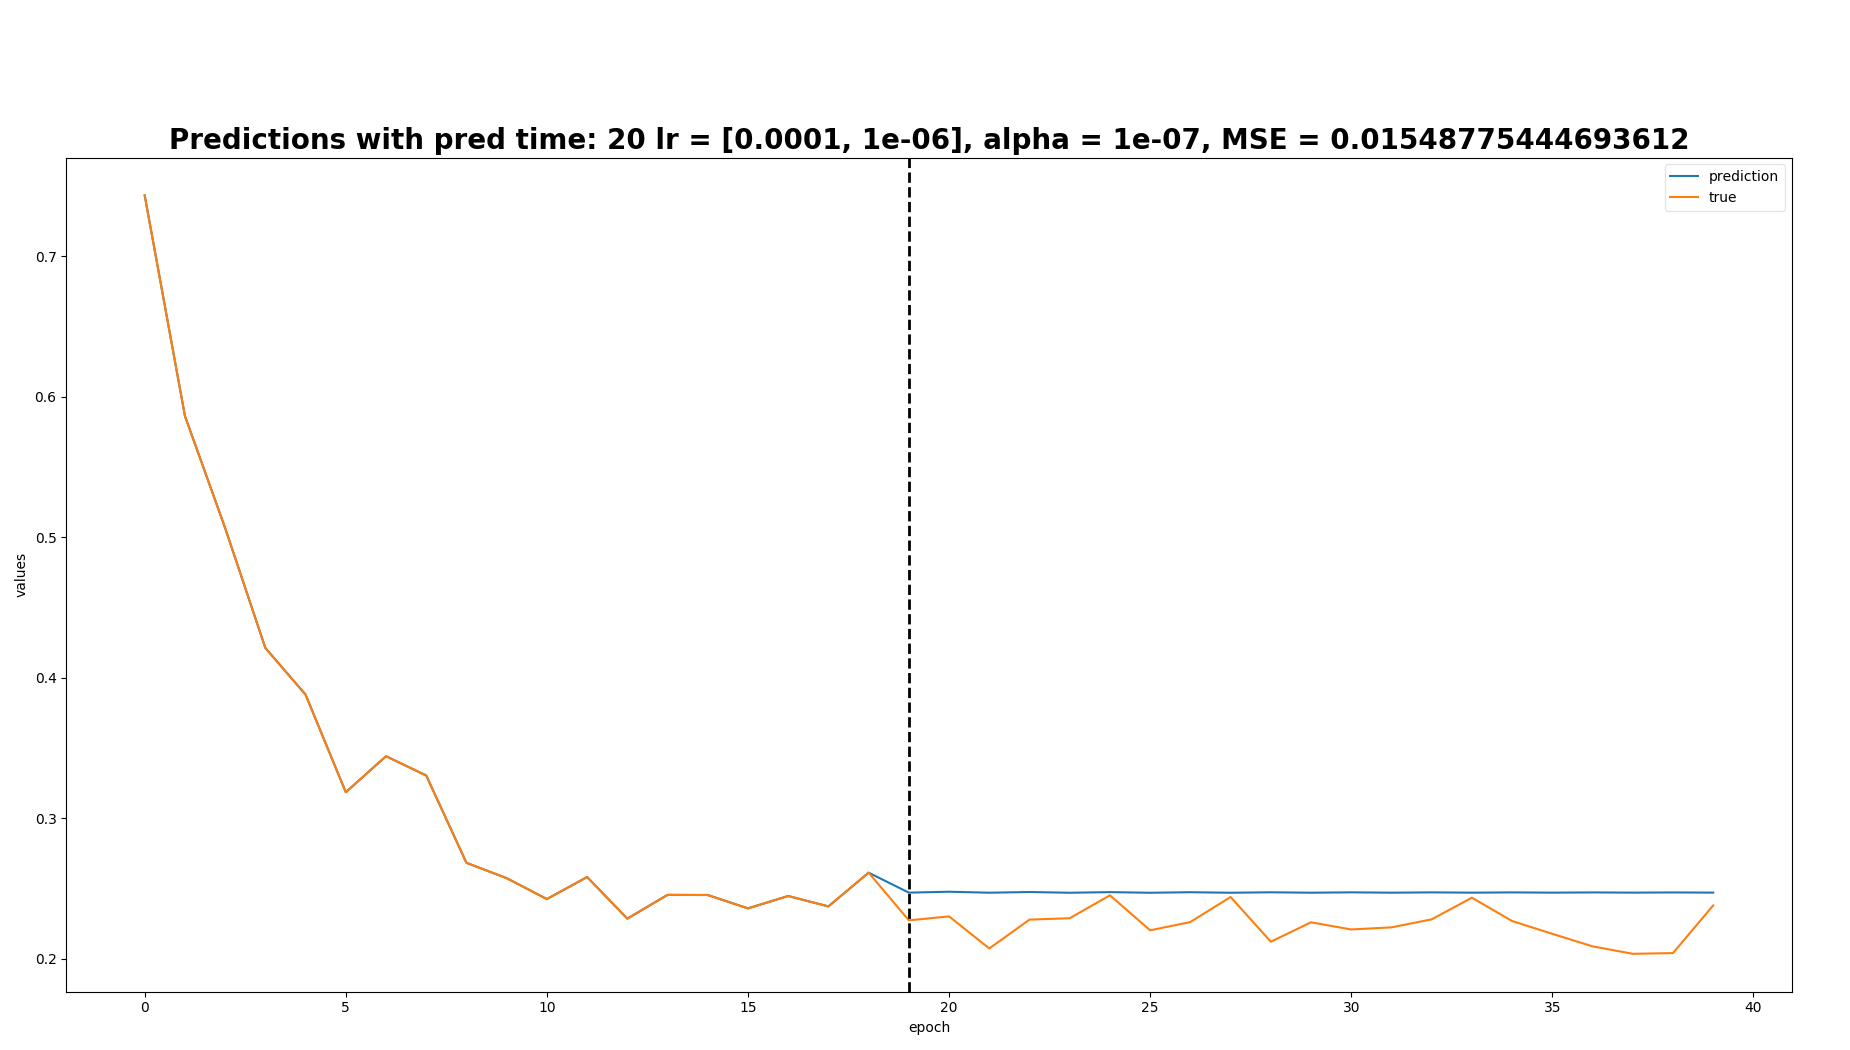 Predictions with pred time: 20 lr = [0.0001, 1e-06], alpha = 1e-07, MSE = 0.01548775444693612
prediction
true
0.7
0.6
0.5
0.4
0.3
0.2
values
0 5 10 15 20 25 30 35 40
epoch